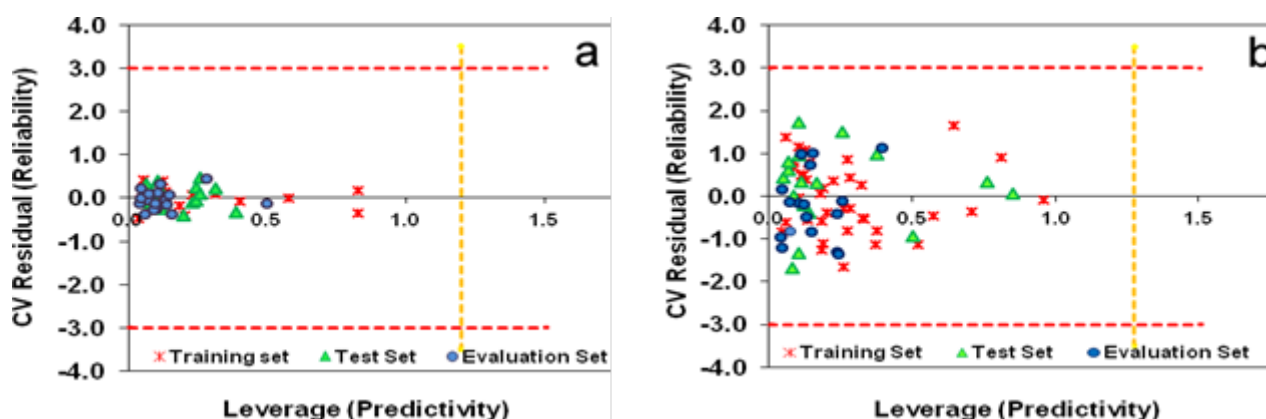 a
CV Residual (Reliability)
4.0
3.0
2.0
1.0
0.0
-1.0
-2.0
-3.0
-4.0
0.0 0.5 1.0 1.5
Training set Test Set Evaluation Set
Leverage (Predictivity)
b
CV Residual (Reliability)
4.0
3.0
2.0
1.0
0.0
-1.0
-2.0
-3.0
-4.0
0.0 0.5 1.0 1.5
Training Set Test Set Evaluation Set
Leverage (Predictivity)